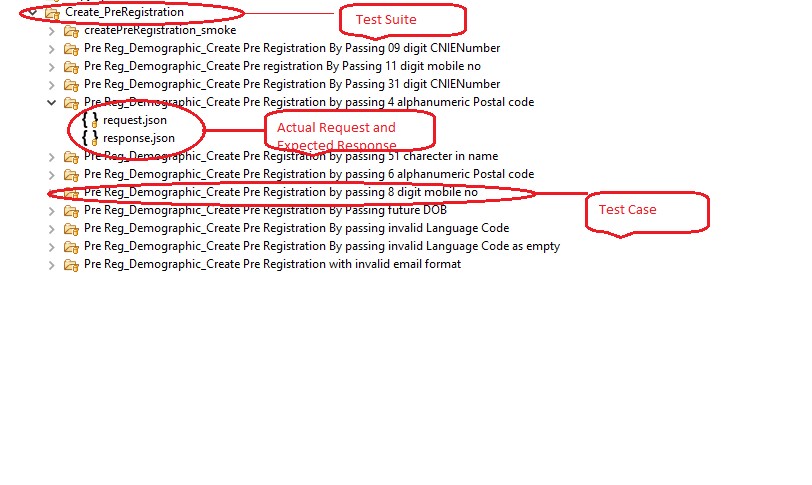 Create_PreRegistration
Test Suite
createPreRegistration_smoke
Pre Reg_Demographic_Create Pre Registration By Passing 09 digit CNIENumber
Pre Reg_Demographic_Create Pre registration By Passing 11 digit mobile no
Pre Reg_Demographic_Create Pre Registration By Passing 31 digit CNIENumber
Pre Reg_Demographic_Create Pre Registration by passing 4 alphanumeric Postal code
request.json
response.json
Actual Request and
Expected Response
Pre Reg_Demographic_Create Pre Registration by passing 51 charecter in name
Pre Reg_Demographic_Create Pre Registration by passing 6 alphanumeric Postal code
Pre Reg_Demographic_Create Pre Registration by passing 8 digit mobile no
Test Case
Pre Reg_Demographic_Create Pre Registration By Passing future DOB
Pre Reg_Demographic_Create Pre Registration By passing invalid Language Code
Pre Reg_Demographic_Create Pre Registration By passing invalid Language Code as empty
Pre Reg_Demographic_Create Pre Registration with invalid email format